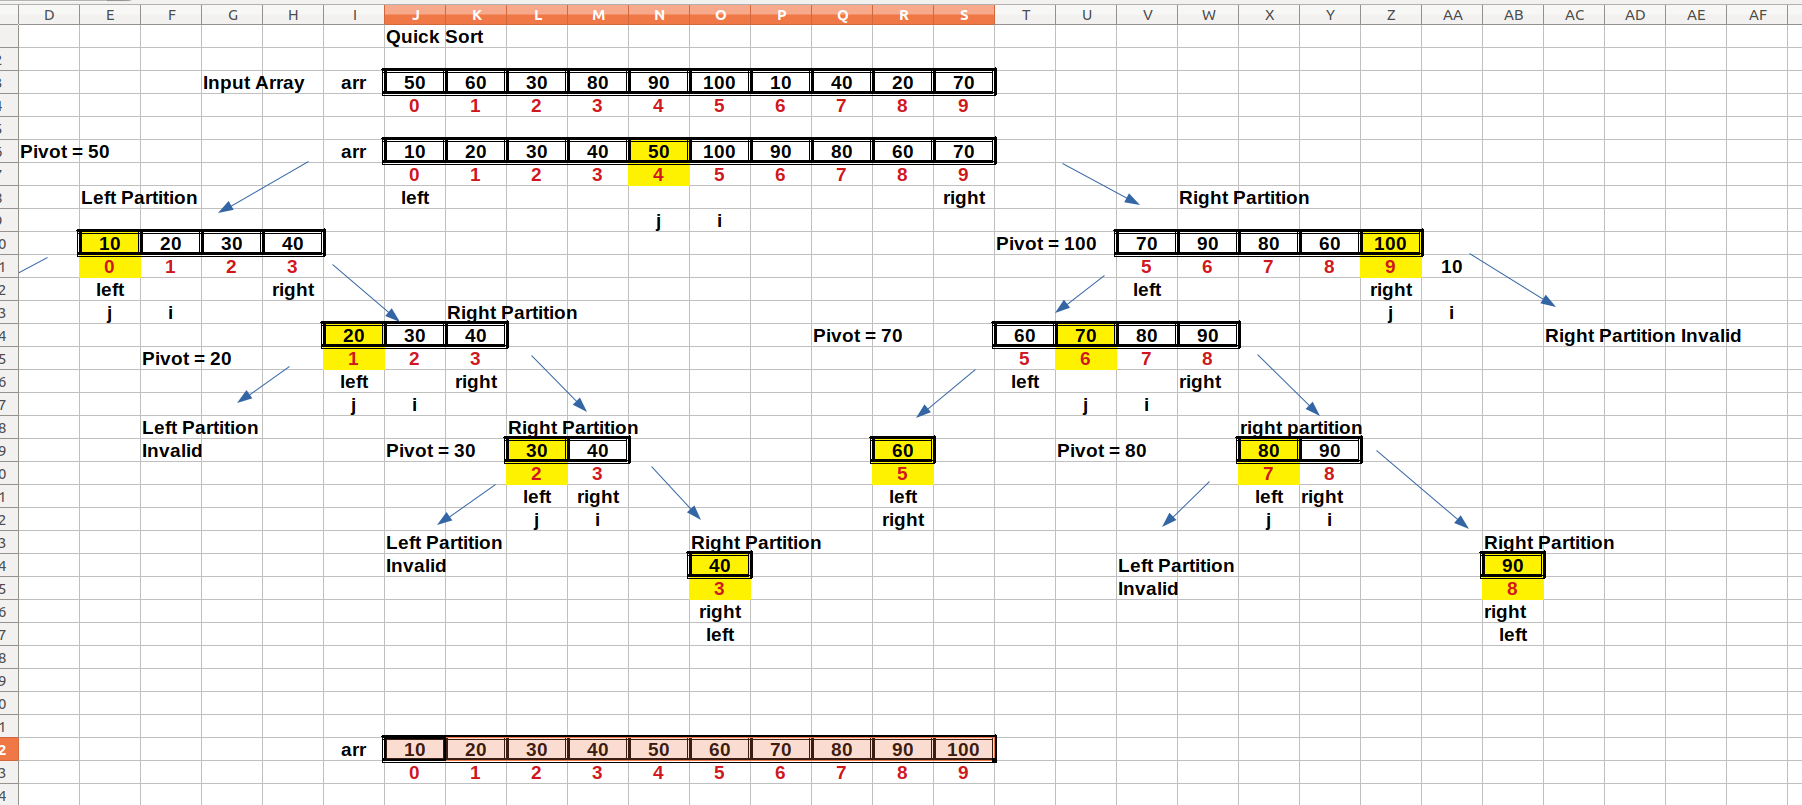 D E F G H I J K L M N O P Q R S T U V W X Y Z AA AB AC AD AE AF
Quick Sort
Input Array arr 50 60 30 80 90 100 10 40 20 70
0 1 2 3 4 5 6 7 8 9
Pivot = 50 arr 10 20 30 40 50 100 90 80 60 70
0 1 2 3 4 5 6 7 8 9
Left Partition left right Right Partition
j i
10 20 30 40 Pivot = 100 70 90 80 60 100
0 1 2 3 5 6 7 8 9 10
left right left right
j i Right Partition j i
20 30 40 Pivot = 70 60 70 80 90 Right Partition Invalid
Pivot = 20 1 2 3 5 6 7 8
left right left right
j i j i
Left Partition Right Partition right partition
Invalid Pivot = 30 30 40 60 Pivot = 80 80 90
2 3 5 7 8
left right left left right
j i right j i
Left Partition Right Partition Right Partition
Invalid 40 Left Partition 90
3 Invalid 8
right right
left left
arr 10 20 30 40 50 60 70 80 90 100
0 1 2 3 4 5 6 7 8 9